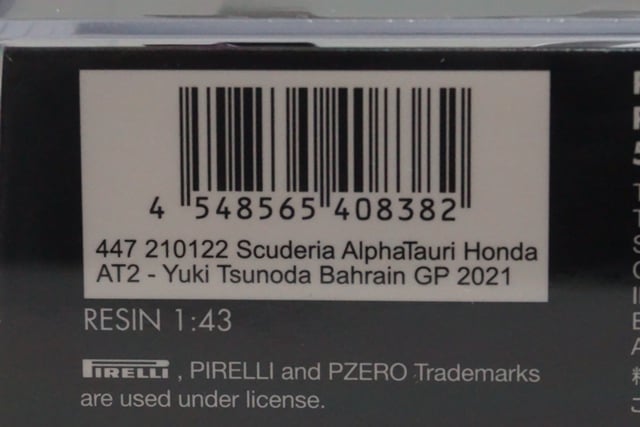 4 548565 408382
447 210122 Scuderia AlphaTauri Honda
AT2 - Yuki Tsunoda Bahrain GP 2021
RESIN 1:43
PIRELLI , PIRELLI and PZERO Trademarks
are used under license.